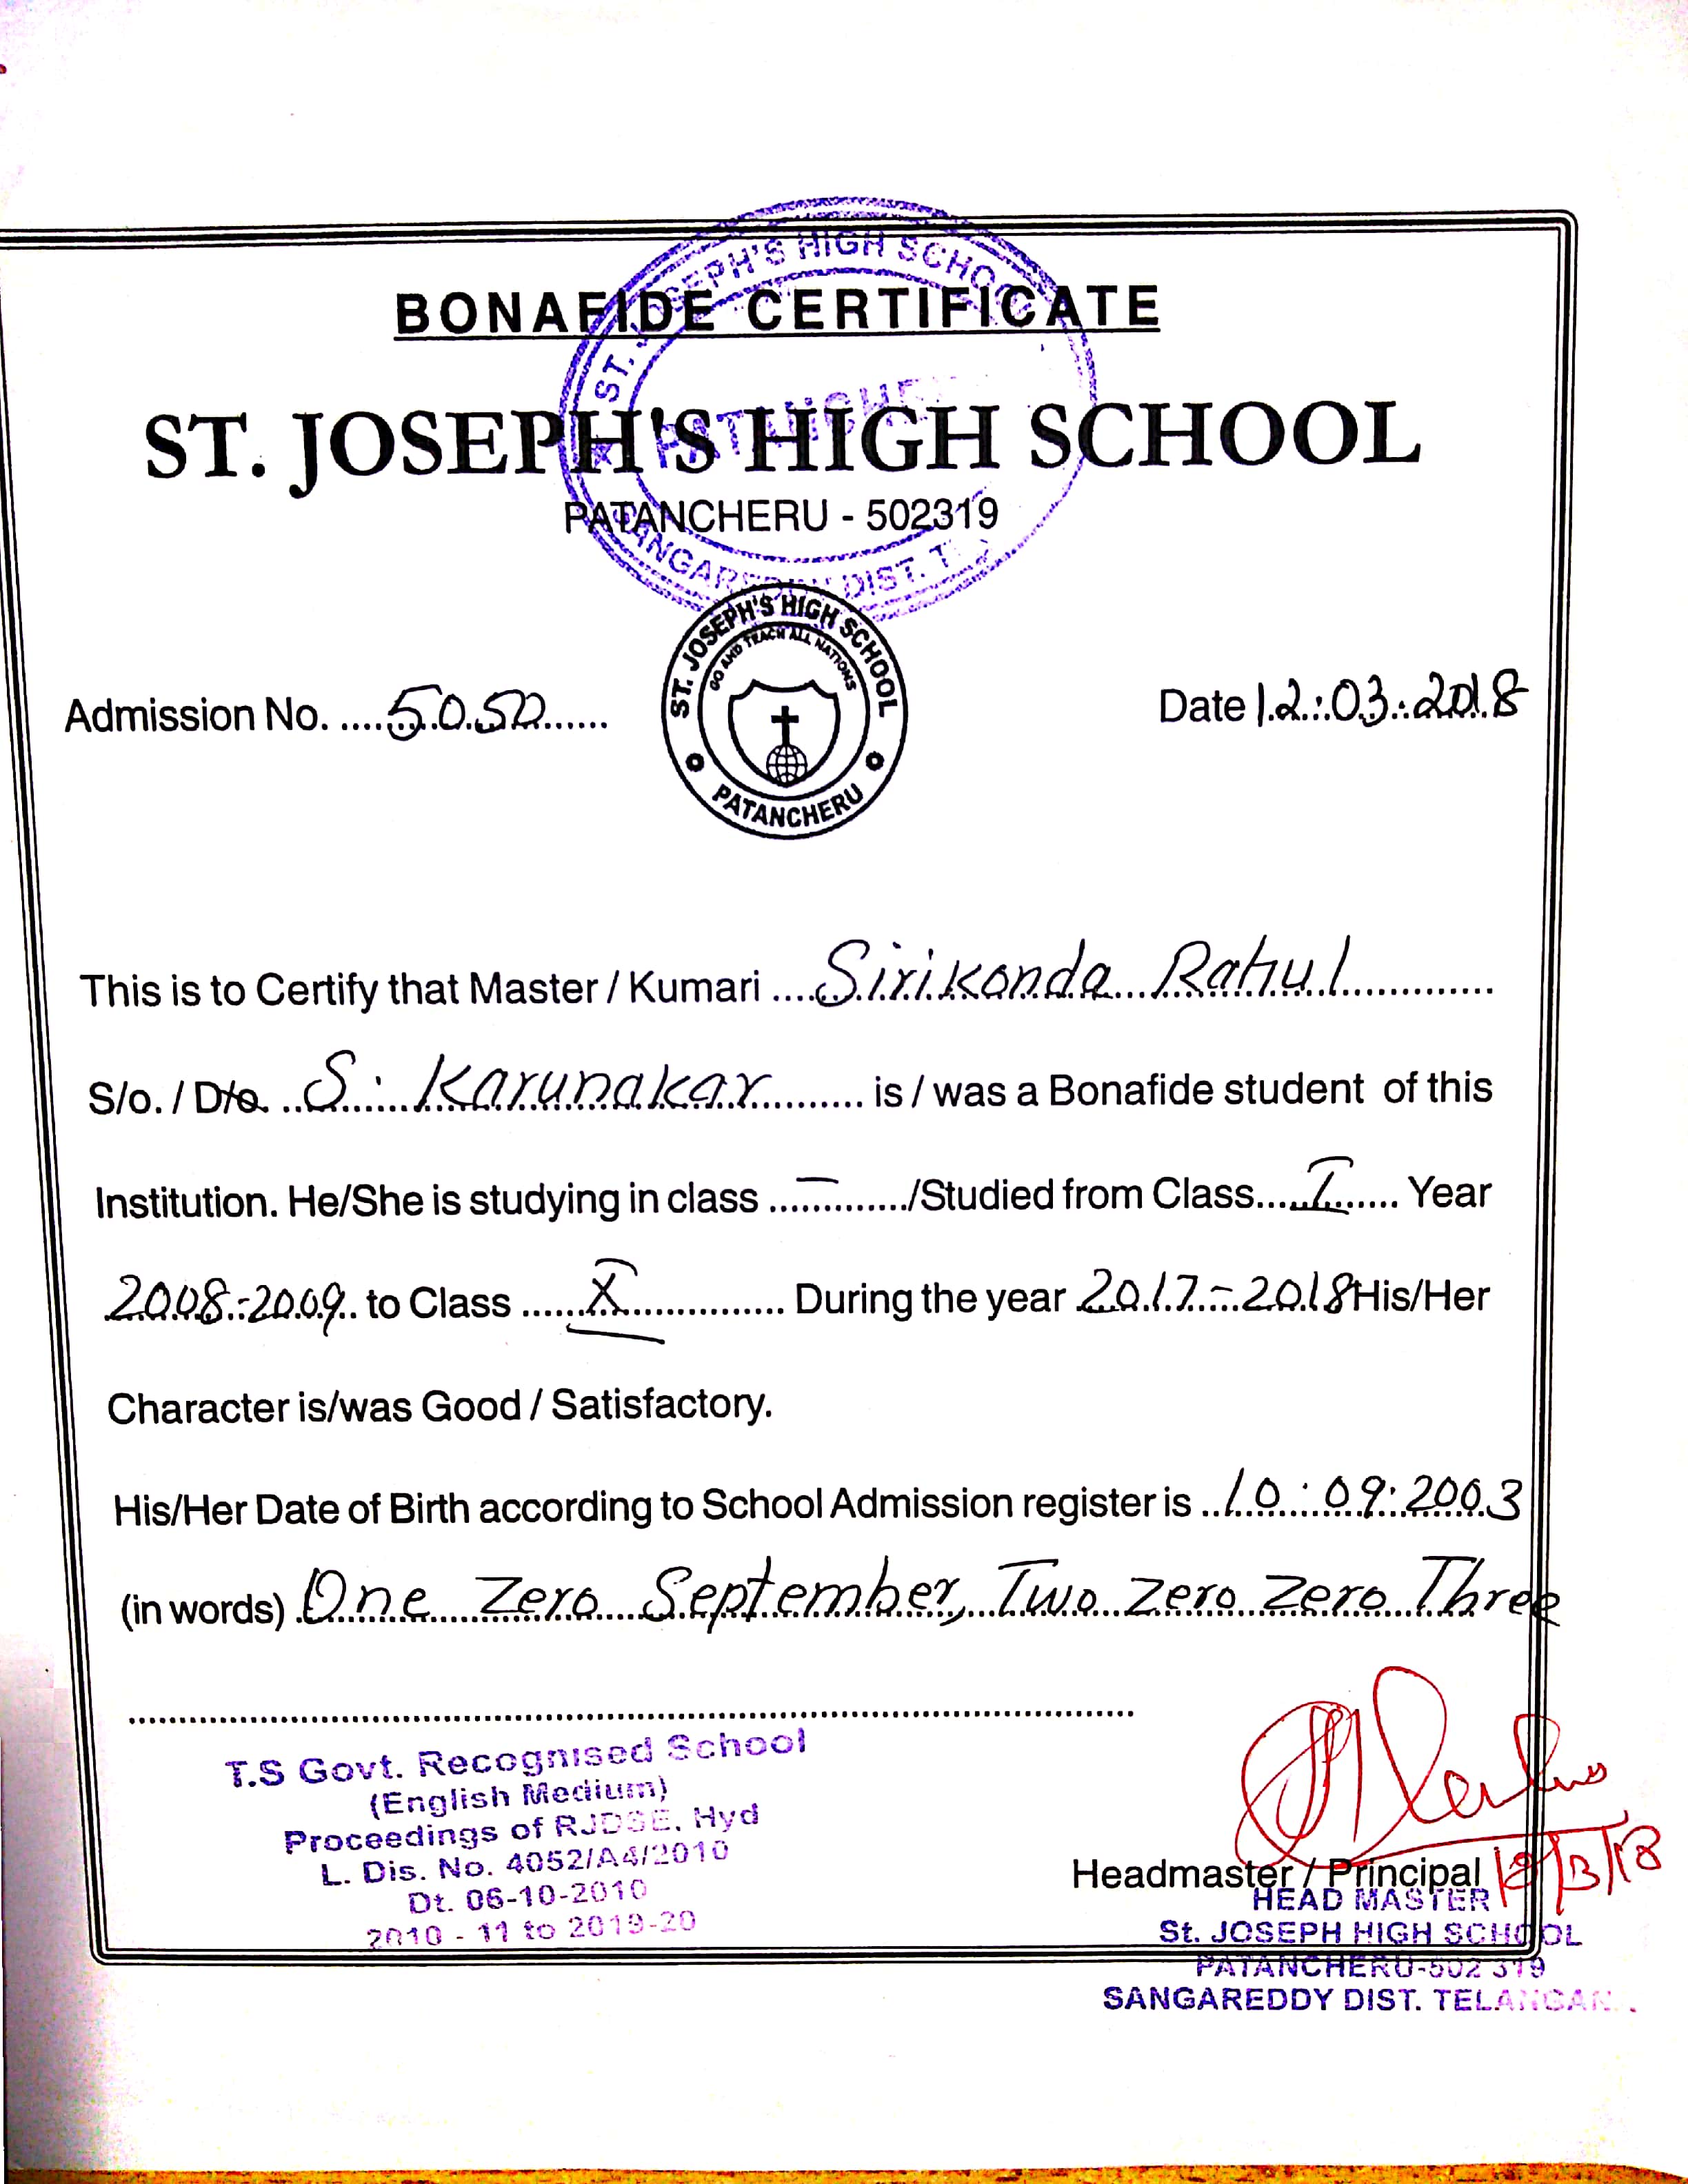 ST. JOSEPH'S HIGH SCHOOL
BONAFIDE CERTIFICATE
ST. JOSEPH'S HIGH SCHOOL
PATANCHERU - 502319
DIST.
ST. JOSEPH'S HIGH SCHOOL
GO AND TEACH ALL NATIONS
PATANCHERU
Admission No. .....5050......
Date 12:03:2018
This is to Certify that Master / Kumari ....Sirikonda Rahul.............
S/o. / D/o. ..S. Karunakar.......... is / was a Bonafide student of this
Institution. He/She is studying in class ...—....../Studied from Class.....I...... Year
2008-2009.. to Class ......X............... During the year 2017-2018 His/Her
Character is/was Good / Satisfactory.
His/Her Date of Birth according to School Admission register is ..10:09:2003
(in words) One Zero September, Two Zero Zero Three
T.S Govt. Recognised School
(English Medium)
Proceedings of RJDSE. Hyd
L. Dis. No. 4052/A4/2010
Dt. 06-10-2010
2010 - 11 to 2019-20
Headmaster / Principal 12/3/18
HEAD MASTER
St. JOSEPH HIGH SCHOOL
PATANCHERU-502 319
SANGAREDDY DIST. TELANGAN